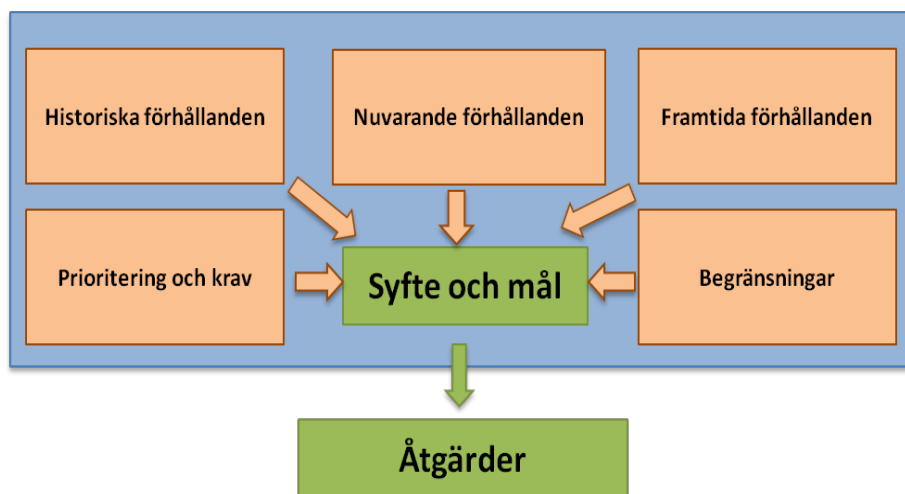 Historiska förhållanden
Nuvarande förhållanden
Framtida förhållanden
Prioritering och krav
Syfte och mål
Begränsningar
Åtgärder